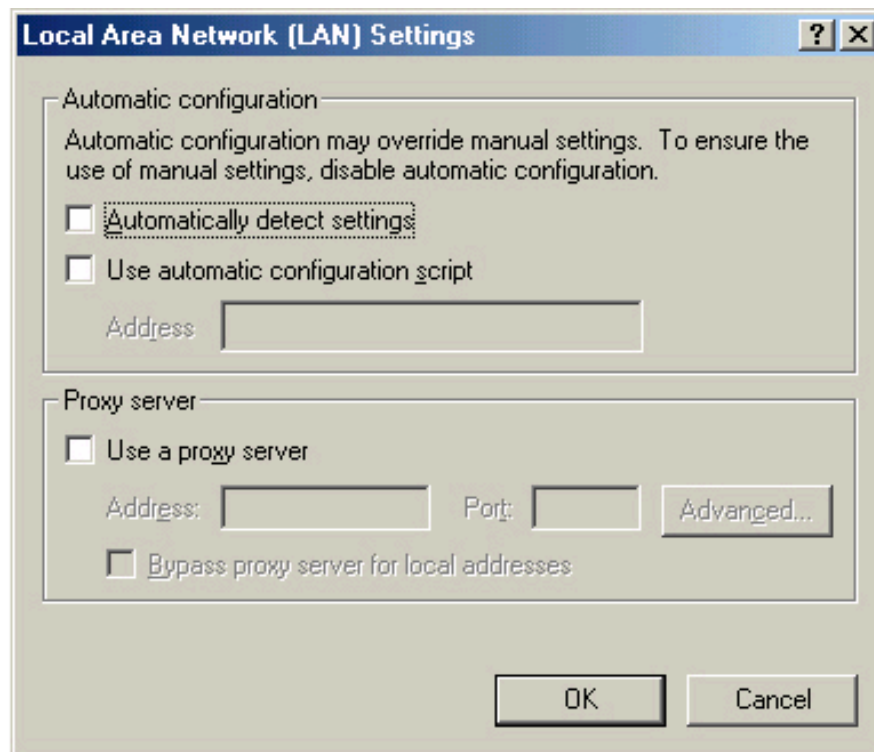 Local Area Network (LAN) Settings
Automatic configuration
Automatic configuration may override manual settings. To ensure the
use of manual settings, disable automatic configuration.
Automatically detect settings
Use automatic configuration script
Address
Proxy server
Use a proxy server
Address: Port: Advanced...
Bypass proxy server for local addresses
OK Cancel